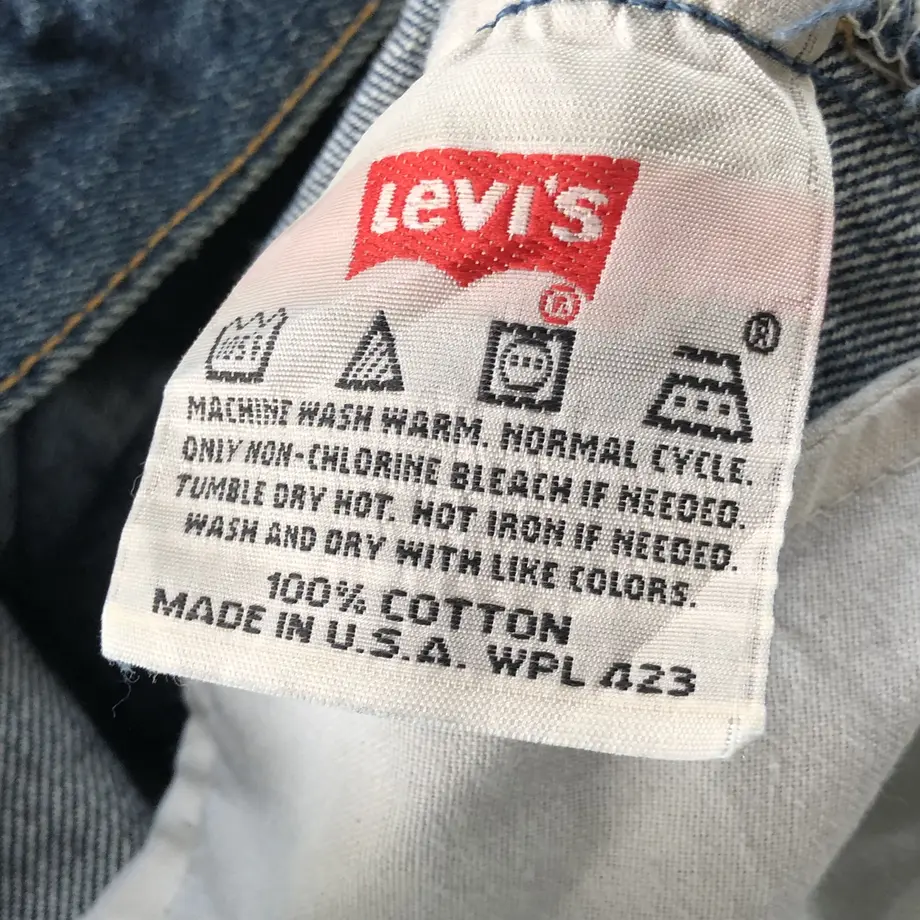 LEVI'S
®
®
MACHINE WASH WARM. NORMAL CYCLE.
ONLY NON-CHLORINE BLEACH IF NEEDED.
TUMBLE DRY HOT. HOT IRON IF NEEDED.
WASH AND DRY WITH LIKE COLORS.
100% COTTON
MADE IN U.S.A. WPL 423